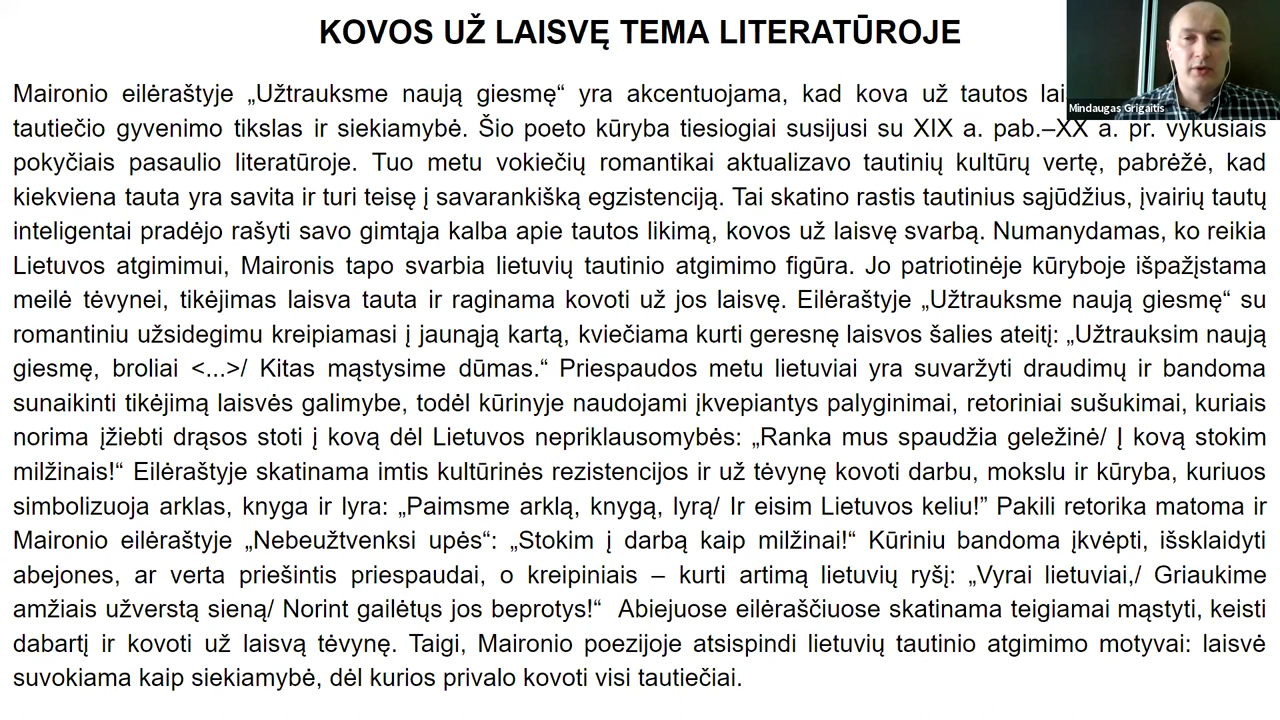 KOVOS UŽ LAISVĘ TEMA LITERATŪROJE
Mindaugas Grigaitis
Maironio eilėraštyje „Užtrauksme naują giesmę“ yra akcentuojama, kad kova už tautos
tautiečio gyvenimo tikslas ir siekiamybė. Šio poeto kūryba tiesiogiai susijusi su XIX a. pab.–XX a. pr. vykusiais
pokyčiais pasaulio literatūroje. Tuo metu vokiečių romantikai aktualizavo tautinių kultūrų vertę, pabrėžė, kad
kiekviena tauta yra savita ir turi teisę į savarankišką egzistenciją. Tai skatino rastis tautinius sąjūdžius, įvairių tautų
inteligentai pradėjo rašyti savo gimtąja kalba apie tautos likimą, kovos už laisvę svarbą. Numanydamas, ko reikia
Lietuvos atgimimui, Maironis tapo svarbia lietuvių tautinio atgimimo figūra. Jo patriotinėje kūryboje išpažįstama
meilė tėvynei, tikėjimas laisva tauta ir raginama kovoti už jos laisvę. Eilėraštyje „Užtrauksme naują giesmę“ su
romantiniu užsidegimu kreipiamasi į jaunąją kartą, kviečiama kurti geresnę laisvos šalies ateitį: „Užtrauksim naują
giesmę, broliai <...>/ Kitas mąstysime dūmas.“ Priespaudos metu lietuviai yra suvaržyti draudimų ir bandoma
sunaikinti tikėjimą laisvės galimybe, todėl kūrinyje naudojami įkvepiantys palyginimai, retoriniai sušukimai, kuriais
norima įžiebti drąsos stoti į kovą dėl Lietuvos nepriklausomybės: „Ranka mus spaudžia geležinė/ Į kovą stokim
milžinais!“ Eilėraštyje skatinama imtis kultūrinės rezistencijos ir už tėvynę kovoti darbu, mokslu ir kūryba, kuriuos
simbolizuoja arklas, knyga ir lyra: „Paimsme arklą, knygą, lyrą/ Ir eisim Lietuvos keliu!” Pakili retorika matoma ir
Maironio eilėraštyje „Nebeužtvenksi upės“: „Stokim į darbą kaip milžinai!“ Kūriniu bandoma įkvėpti, išsklaidyti
abejones, ar verta priešintis priespaudai, o kreipiniais – kurti artimą lietuvių ryšį: „Vyrai lietuviai,/ Griaukime
amžiais užverstą sieną/ Norint gailėtųs jos beprotys!“ Abiejuose eilėraščiuose skatinama teigiamai mąstyti, keisti
dabartį ir kovoti už laisvą tėvynę. Taigi, Maironio poezijoje atsispindi lietuvių tautinio atgimimo motyvai: laisvė
suvokiama kaip siekiamybė, dėl kurios privalo kovoti visi tautiečiai.